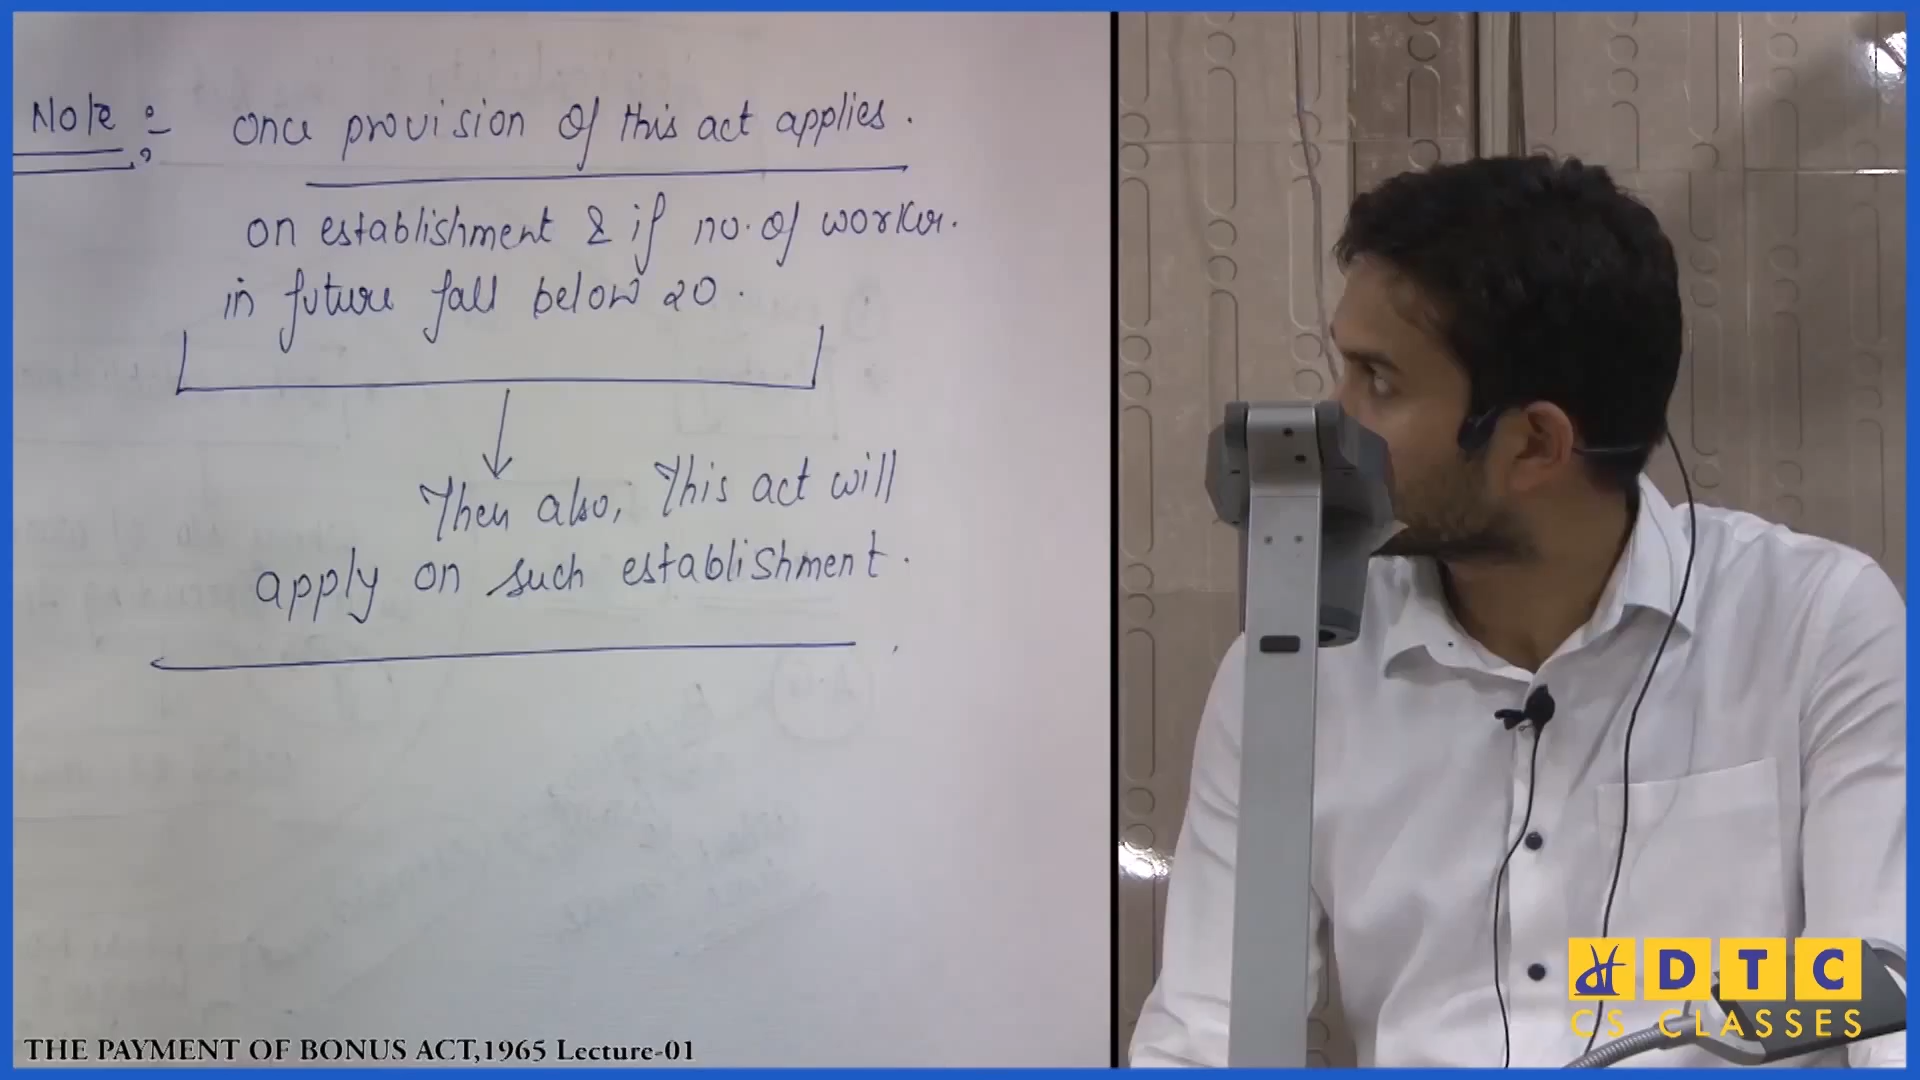 Note :-
once provision of this act applies.
on establishment & if no. of worker.
in future fall below 20.
Then also, This act will
apply on such establishment.
THE PAYMENT OF BONUS ACT,1965 Lecture-01
DTC
CS CLASSES